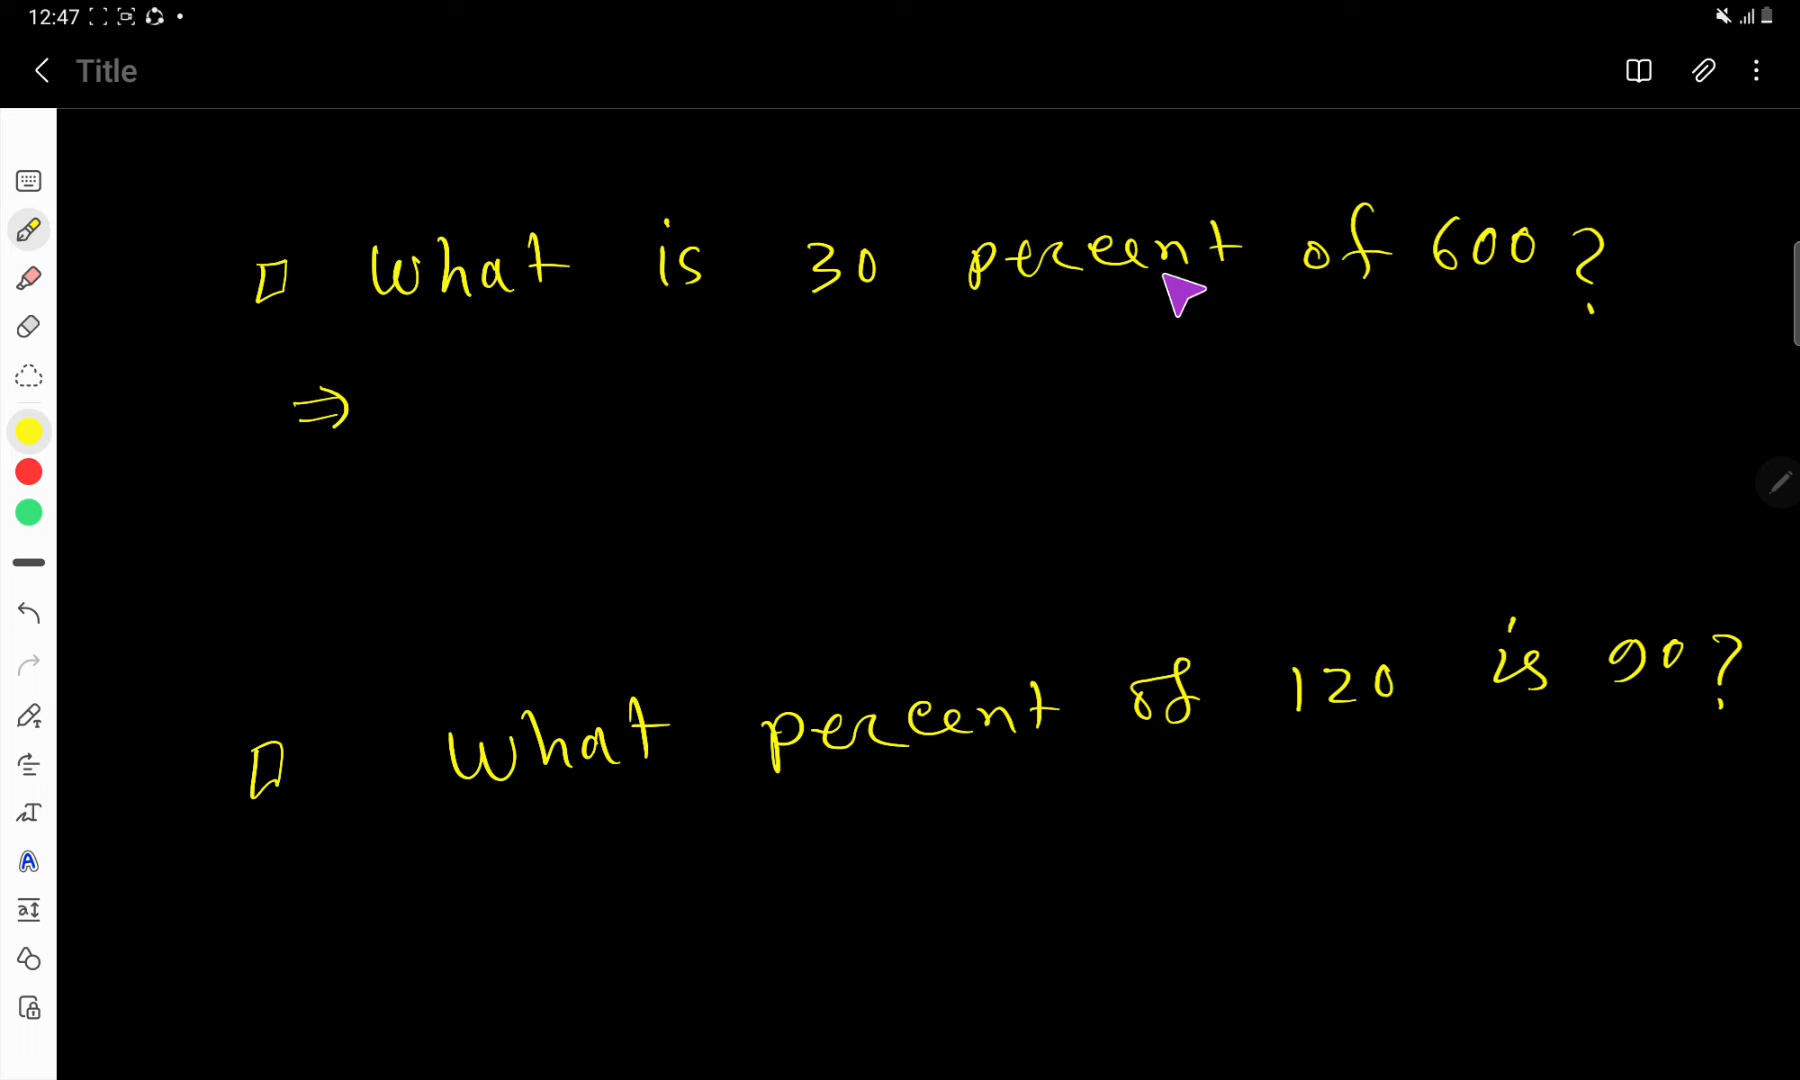 12:47
Title
What is 30 percent of 600?
⇒
What percent of 120 is 90?